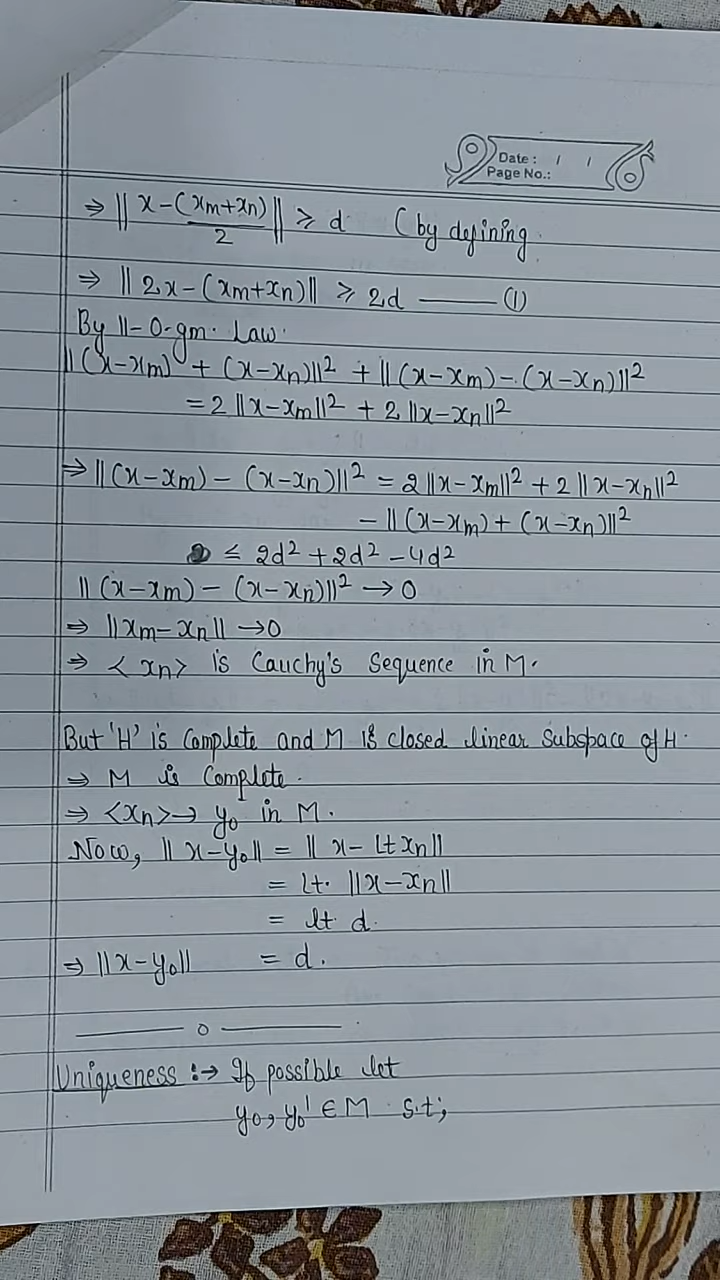 Date : / /
Page No.:
⇒ || x-(xm+xn)/2 || ≥ d (by defining
⇒ || 2x-(xm+xn)|| ≥ 2d —— (1)
By ||-0-gm. Law.
||(x-xm) + (x-xn)||² + ||(x-xm)-(x-xn)||²
= 2 ||x-xm||² + 2 ||x-xn||²
⇒ ||(x-xm) - (x-xn)||² = 2 ||x-xm||² + 2 ||x-xn||²
- ||(x-xm) + (x-xn)||²
≤ 2d² + 2d² - 4d²
||(x-xm) - (x-xn)||² → 0
⇒ ||xm-xn|| → 0
⇒ <xn> is Cauchy's Sequence in M.
But 'H' is Complete and M is closed linear Subspace of H.
⇒ M is Complete.
⇒ <xn> → y₀ in M.
Now, || x-y₀|| = || x- Lt xn||
= Lt. ||x-xn||
= lt d.
⇒ ||x-y₀|| = d.
—— o ——
Uniqueness :→ If possible let
y₀, y₀' ∈ M s.t;